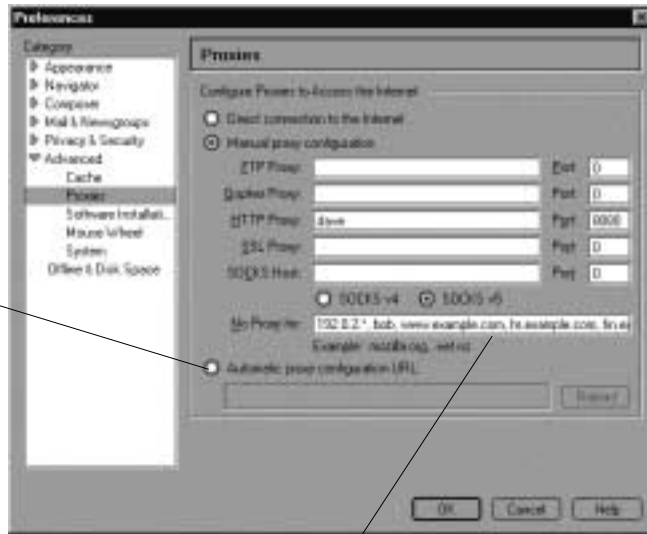 Preferences
Category
Appearance
Navigator
Composer
Mail & Newsgroups
Privacy & Security
Advanced
Cache
Proxies
Software Installati...
Mouse Wheel
System
Offline & Disk Space
Proxies
Configure Proxies to Access the Internet
Direct connection to the Internet
Manual proxy configuration
FTP Proxy: Port: 0
Gopher Proxy: Port: 0
HTTP Proxy: dave Port: 8000
SSL Proxy: Port: 0
SOCKS Host: Port: 0
SOCKS v4 SOCKS v5
No Proxy for: 192.0.2.*, bob, www.example.com, hr.example.com, fin.ex
Example: mozilla.org, .net.nz
Automatic proxy configuration URL:
Reload
OK Cancel Help